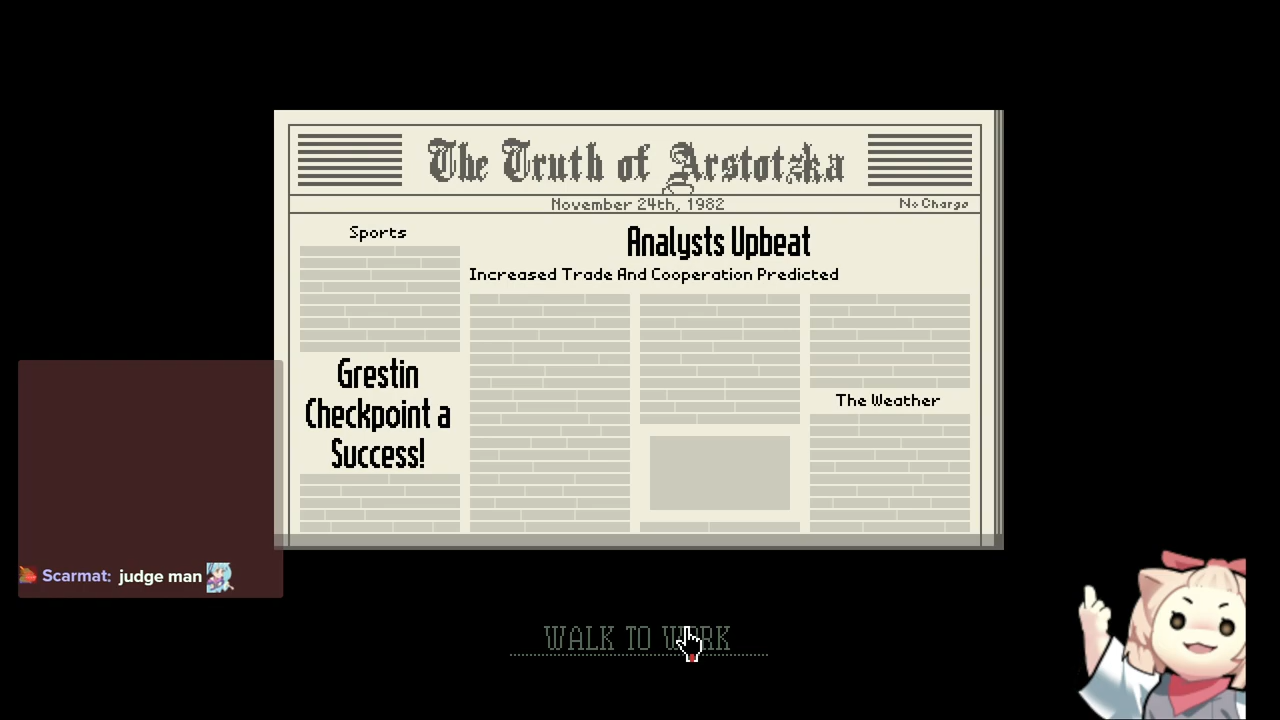 The Truth of Arstotzka
November 24th, 1982
No Charge
Sports
Grestin
Checkpoint a
Success!
Analysts Upbeat
Increased Trade And Cooperation Predicted
The Weather
Scarmat: judge man
WALK TO WORK